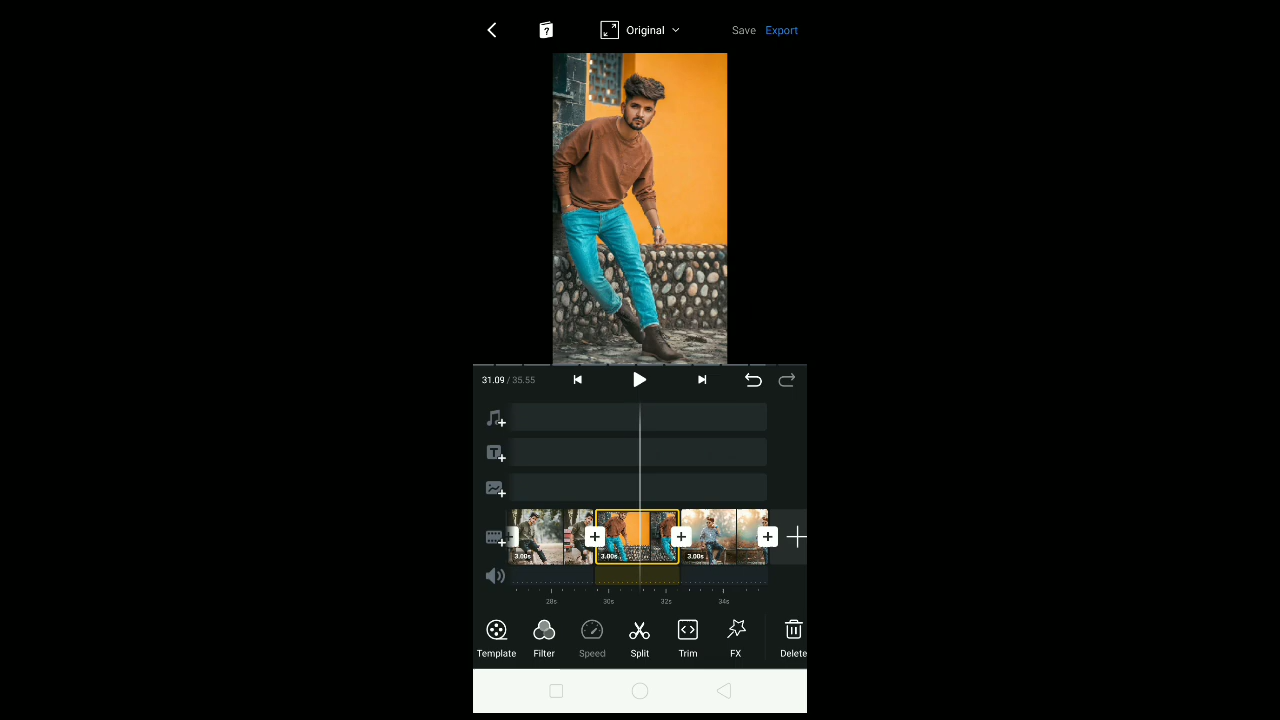 ?
Original
Save
Export
31.09 / 35.55
T
3.00s
3.00s
3.00s
28s
30s
32s
34s
Template
Filter
Speed
Split
Trim
FX
Delete